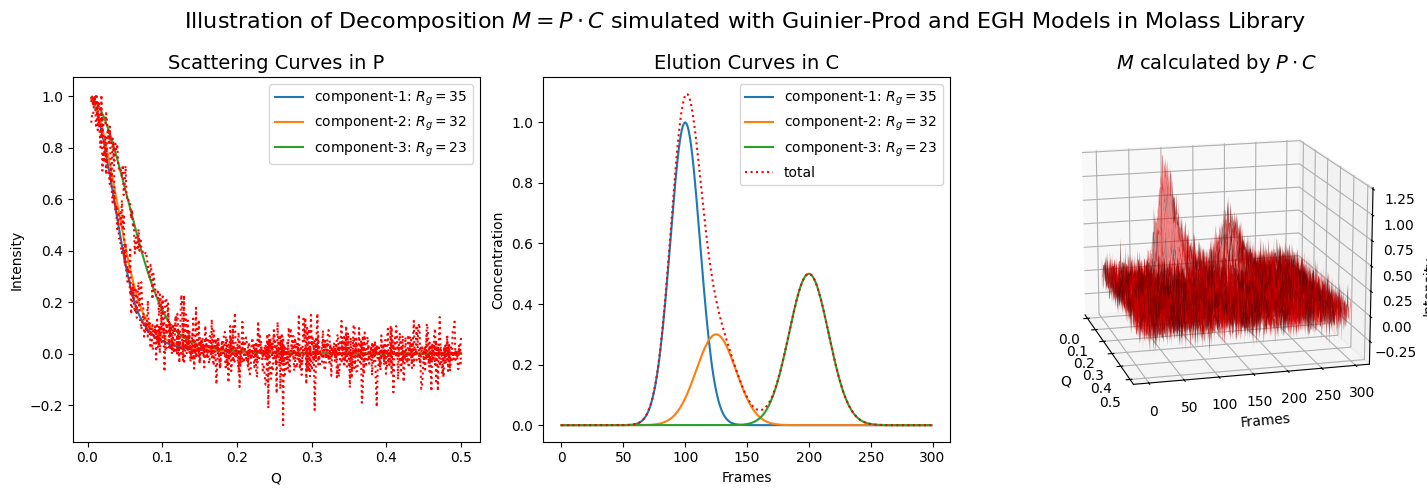 Illustration of Decomposition M = P · C simulated with Guinier-Prod and EGH Models in Molass Library
Scattering Curves in P
component-1: R_g = 35
component-2: R_g = 32
component-3: R_g = 23
Intensity
1.0
0.8
0.6
0.4
0.2
0.0
−0.2
0.0 0.1 0.2 0.3 0.4 0.5
Q
Elution Curves in C
component-1: R_g = 35
component-2: R_g = 32
component-3: R_g = 23
total
Concentration
1.0
0.8
0.6
0.4
0.2
0.0
0 50 100 150 200 250 300
Frames
M calculated by P · C
1.25
1.00
0.75
0.50
0.25
0.00
−0.25
0.0
0.1
0.2
0.3
0.4
0.5
Q
0 50 100 150 200 250 300
Frames